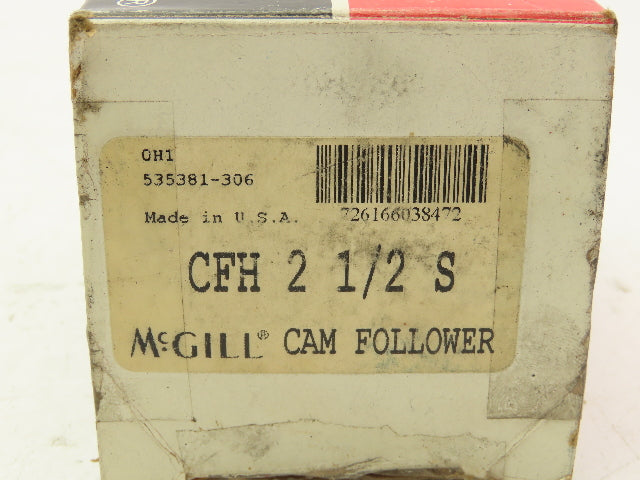 OH1
535381-306
Made in U.S.A.
726166038472
CFH 2 1/2 S
McGILL® CAM FOLLOWER